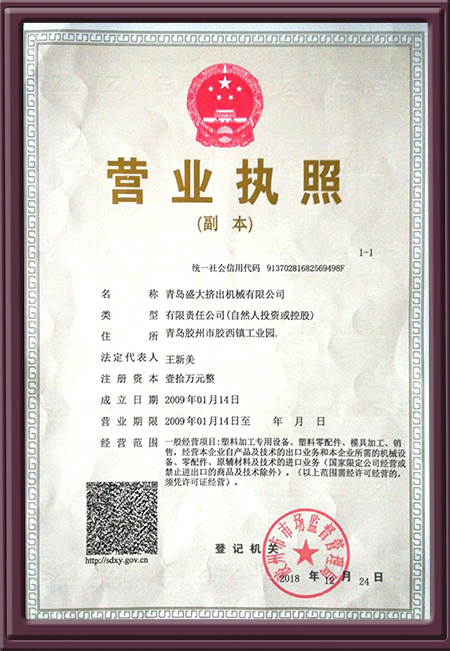 营业执照
(副 本)
1-1
统一社会信用代码 91370281682569498F
名 称 青岛盛大挤出机械有限公司
类 型 有限责任公司(自然人投资或控股)
住 所 青岛胶州市胶西镇工业园.
法定代表人 王新美
注册资本 壹拾万元整
成立日期 2009年01月14日
营业期限 2009年01月14日至 年 月 日
经营范围 一般经营项目:塑料加工专用设备、塑料零配件、模具加工、销
售，经营本企业自产品及技术的出口业务和本企业所需的机械设
备、零配件、原辅材料及技术的进口业务（国家限定公司经营或
禁止进出口的商品及技术除外）。（以上范围需经许可经营的，
须凭许可证经营）。
http://sdxy.gov.cn
登记机关
胶州市市场监督管理局
2018 年 12 月 24 日